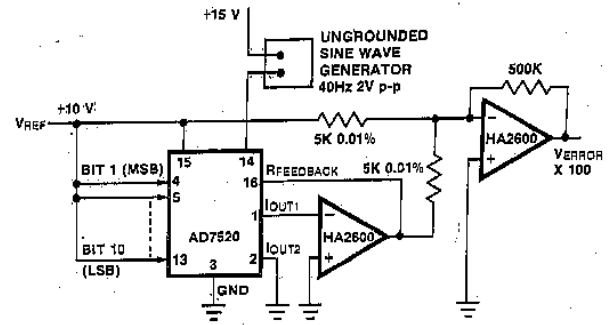 +15 V
UNGROUNDED
SINE WAVE
GENERATOR
40Hz 2V p-p
500K
+10 V
VREF
5K 0.01%
HA2600
VERROR
X 100
15
14
BIT 1 (MSB)
4
5
16
RFEEDBACK
5K 0.01%
AD7520
1
IOUT1
HA2600
BIT 10
(LSB)
13
3
2
IOUT2
GND
−
+
−
+